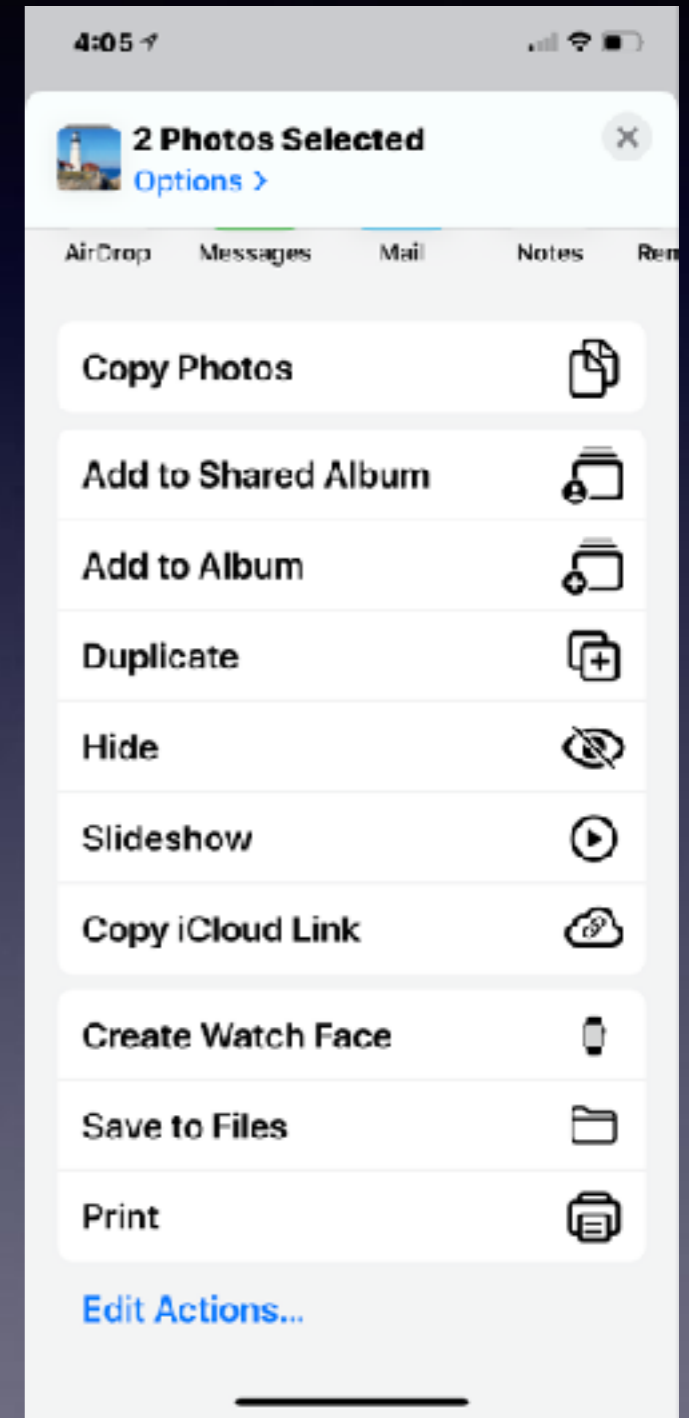 4:05
2 Photos Selected
Options >
AirDrop Messages Mail Notes Rem
Copy Photos
Add to Shared Album
Add to Album
Duplicate
Hide
Slideshow
Copy iCloud Link
Create Watch Face
Save to Files
Print
Edit Actions...